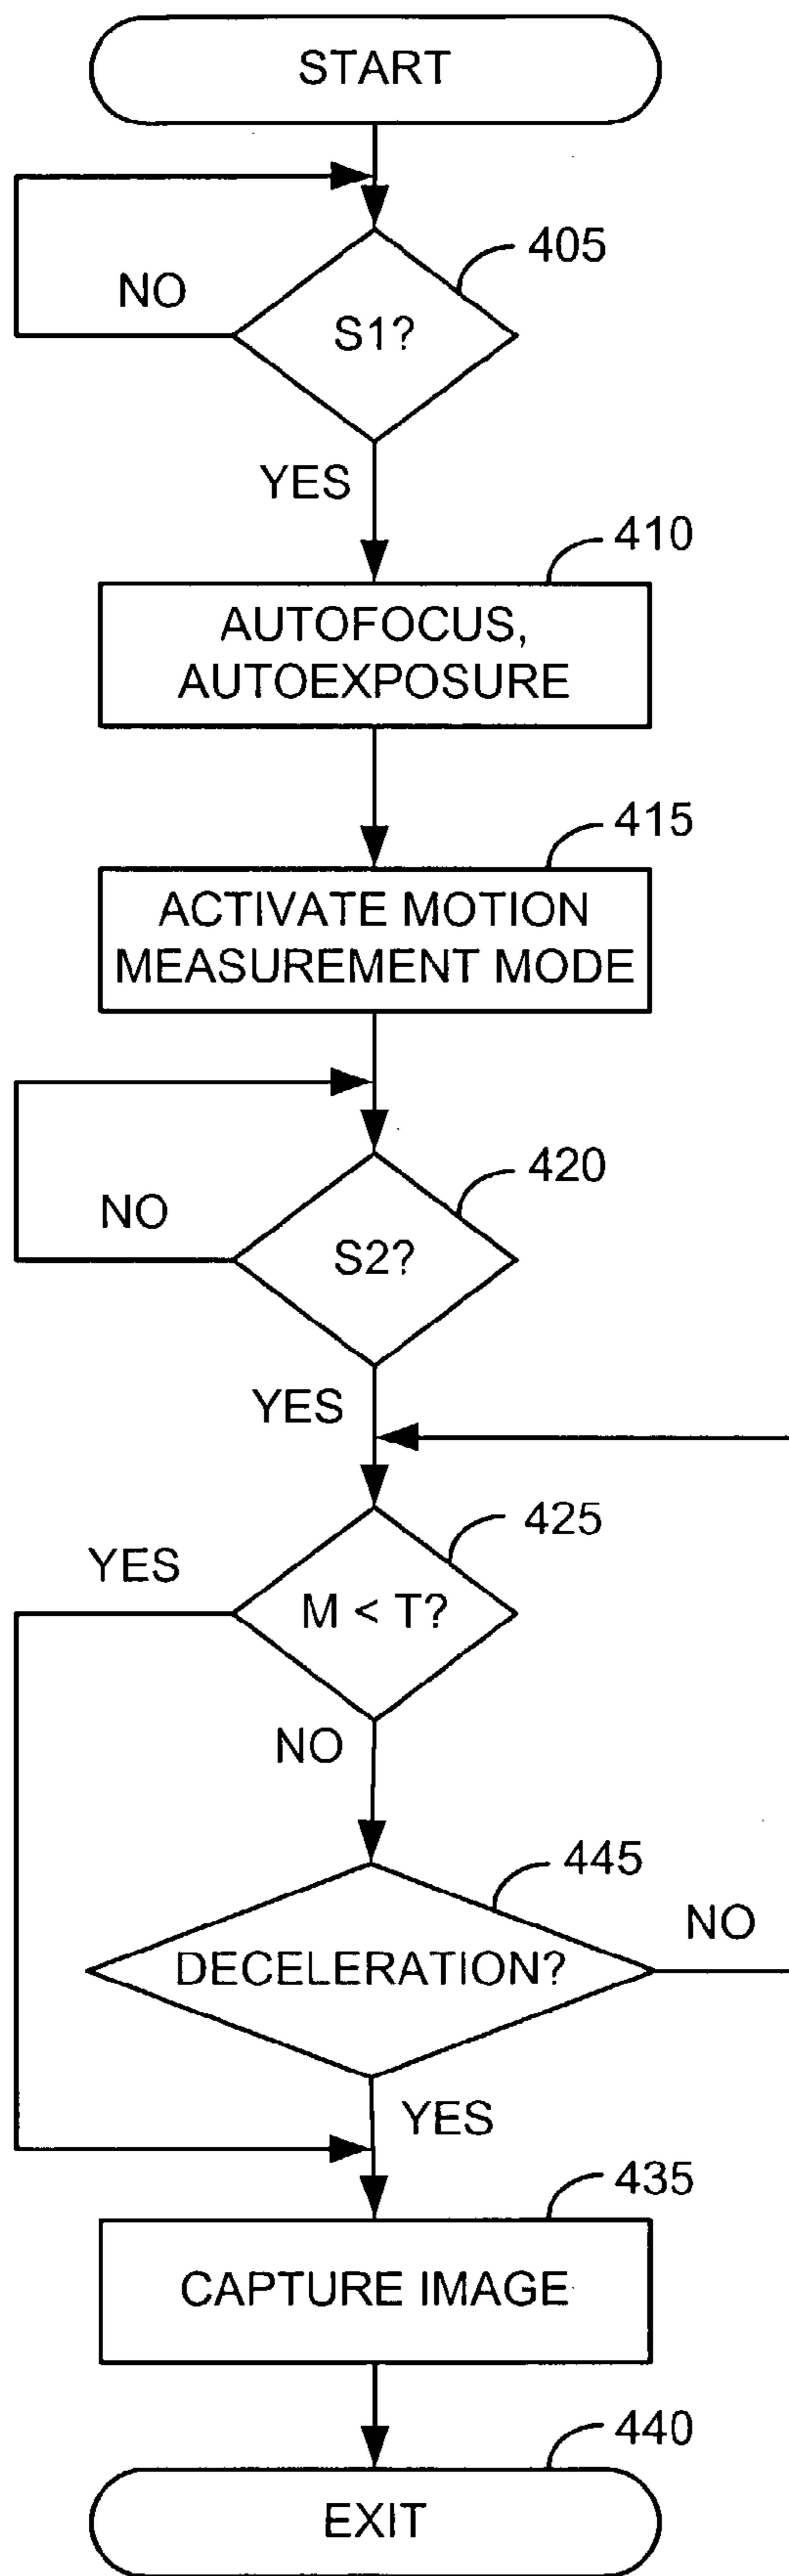 START
405
NO
S1?
YES
410
AUTOFOCUS,
AUTOEXPOSURE
415
ACTIVATE MOTION
MEASUREMENT MODE
420
NO
S2?
YES
425
YES
M < T?
NO
445
NO
DECELERATION?
YES
435
CAPTURE IMAGE
440
EXIT